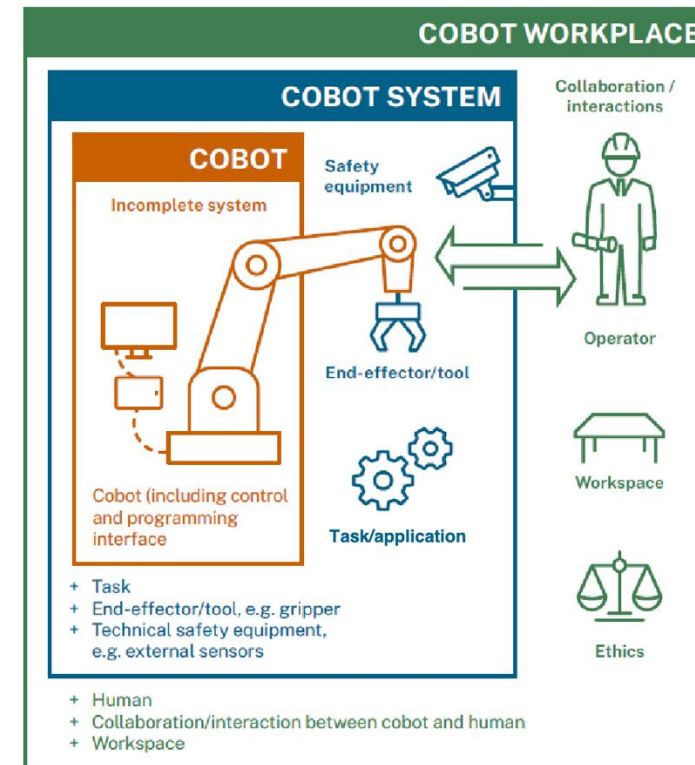 COBOT WORKPLACE
COBOT SYSTEM
Collaboration /
interactions
COBOT
Safety
equipment
Incomplete system
Operator
End-effector/tool
Workspace
Cobot (including control
and programming
interface
Task/application
+ Task
+ End-effector/tool, e.g. gripper
+ Technical safety equipment,
e.g. external sensors
Ethics
+ Human
+ Collaboration/interaction between cobot and human
+ Workspace